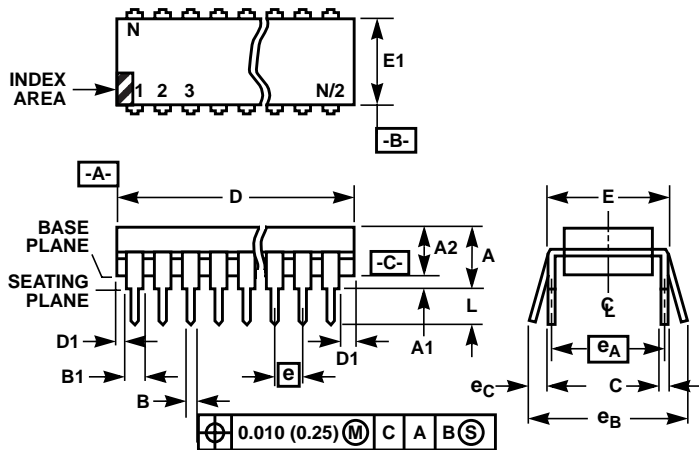 N
INDEX
AREA
1 2 3 N/2
E1
-B-
-A-
D
E
BASE
PLANE
A2
A
-C-
SEATING
PLANE
L
C
L
D1
A1
D1
eA
B1
e
eC
C
B
eB
0.010 (0.25) M C A B S